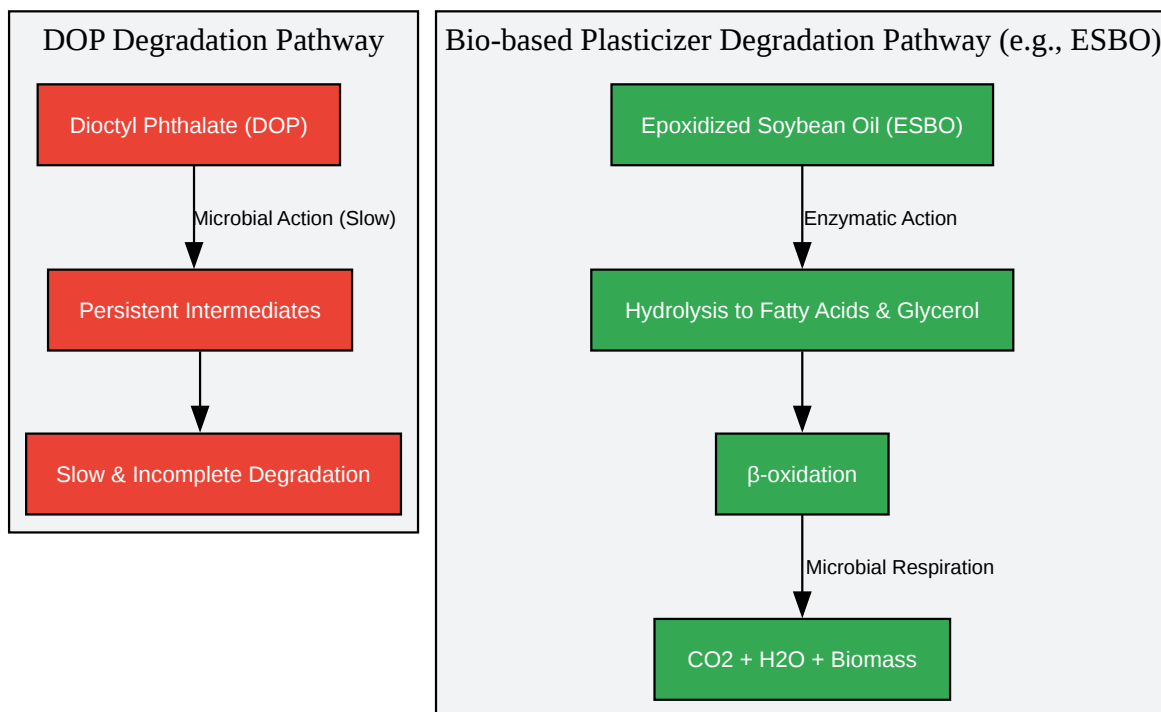 DOP Degradation Pathway
Dioctyl Phthalate (DOP)
Microbial Action (Slow)
Persistent Intermediates
Slow & Incomplete Degradation
Bio-based Plasticizer Degradation Pathway (e.g., ESBO)
Epoxidized Soybean Oil (ESBO)
Enzymatic Action
Hydrolysis to Fatty Acids & Glycerol
β-oxidation
Microbial Respiration
CO2 + H2O + Biomass